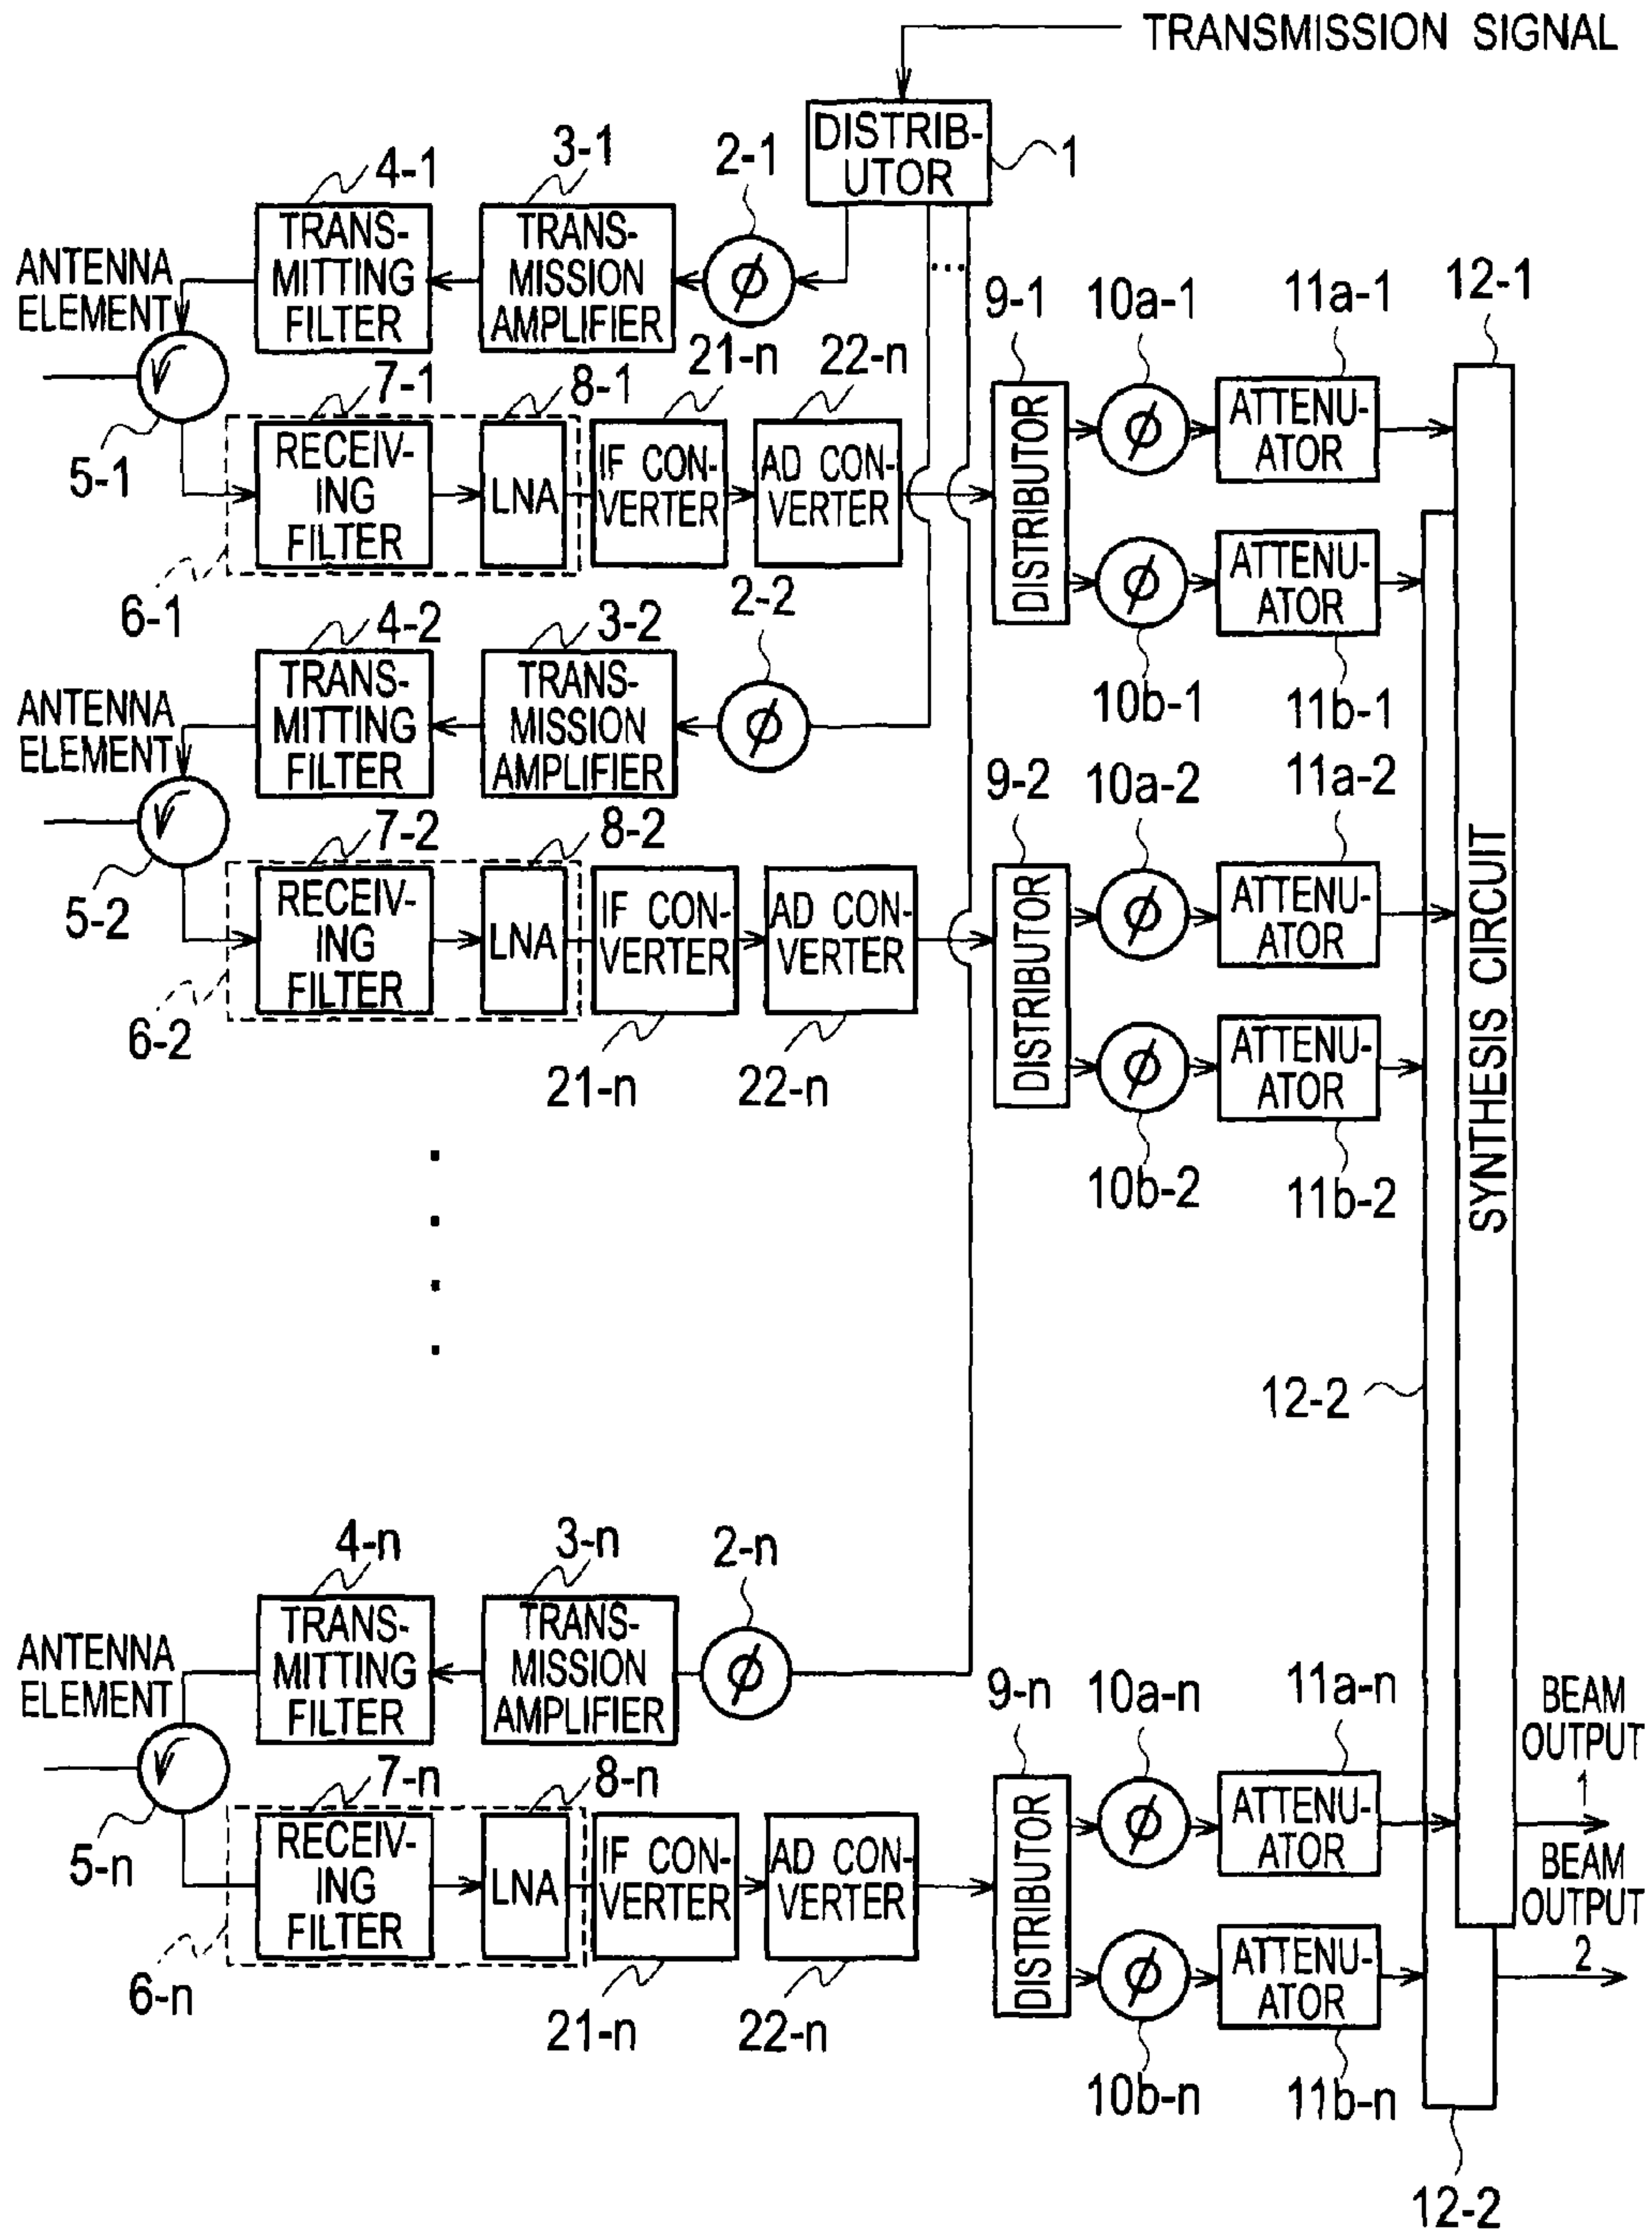 TRANSMISSION SIGNAL
DISTRIB-
UTOR
1
2-1
3-1
4-1
TRANS-
MITTING
FILTER
TRANS-
MISSION
AMPLIFIER
ϕ
ANTENNA
ELEMENT
5-1
7-1
8-1
21-n
22-n
RECEIV-
ING
FILTER
LNA
IF CON-
VERTER
AD CON-
VERTER
6-1
9-1
10a-1
11a-1
12-1
DISTRIBUTOR
ϕ
ATTENU-
ATOR
ϕ
ATTENU-
ATOR
10b-1
11b-1
4-2
3-2
2-2
TRANS-
MITTING
FILTER
TRANS-
MISSION
AMPLIFIER
ϕ
ANTENNA
ELEMENT
5-2
7-2
8-2
RECEIV-
ING
FILTER
LNA
IF CON-
VERTER
AD CON-
VERTER
6-2
21-n
22-n
9-2
10a-2
11a-2
DISTRIBUTOR
ϕ
ATTENU-
ATOR
ϕ
ATTENU-
ATOR
10b-2
11b-2
SYNTHESIS CIRCUIT
12-2
4-n
3-n
2-n
TRANS-
MITTING
FILTER
TRANS-
MISSION
AMPLIFIER
ϕ
ANTENNA
ELEMENT
5-n
7-n
8-n
RECEIV-
ING
FILTER
LNA
IF CON-
VERTER
AD CON-
VERTER
6-n
21-n
22-n
9-n
10a-n
11a-n
DISTRIBUTOR
ϕ
ATTENU-
ATOR
ϕ
ATTENU-
ATOR
10b-n
11b-n
BEAM
OUTPUT
1
BEAM
OUTPUT
2
12-2